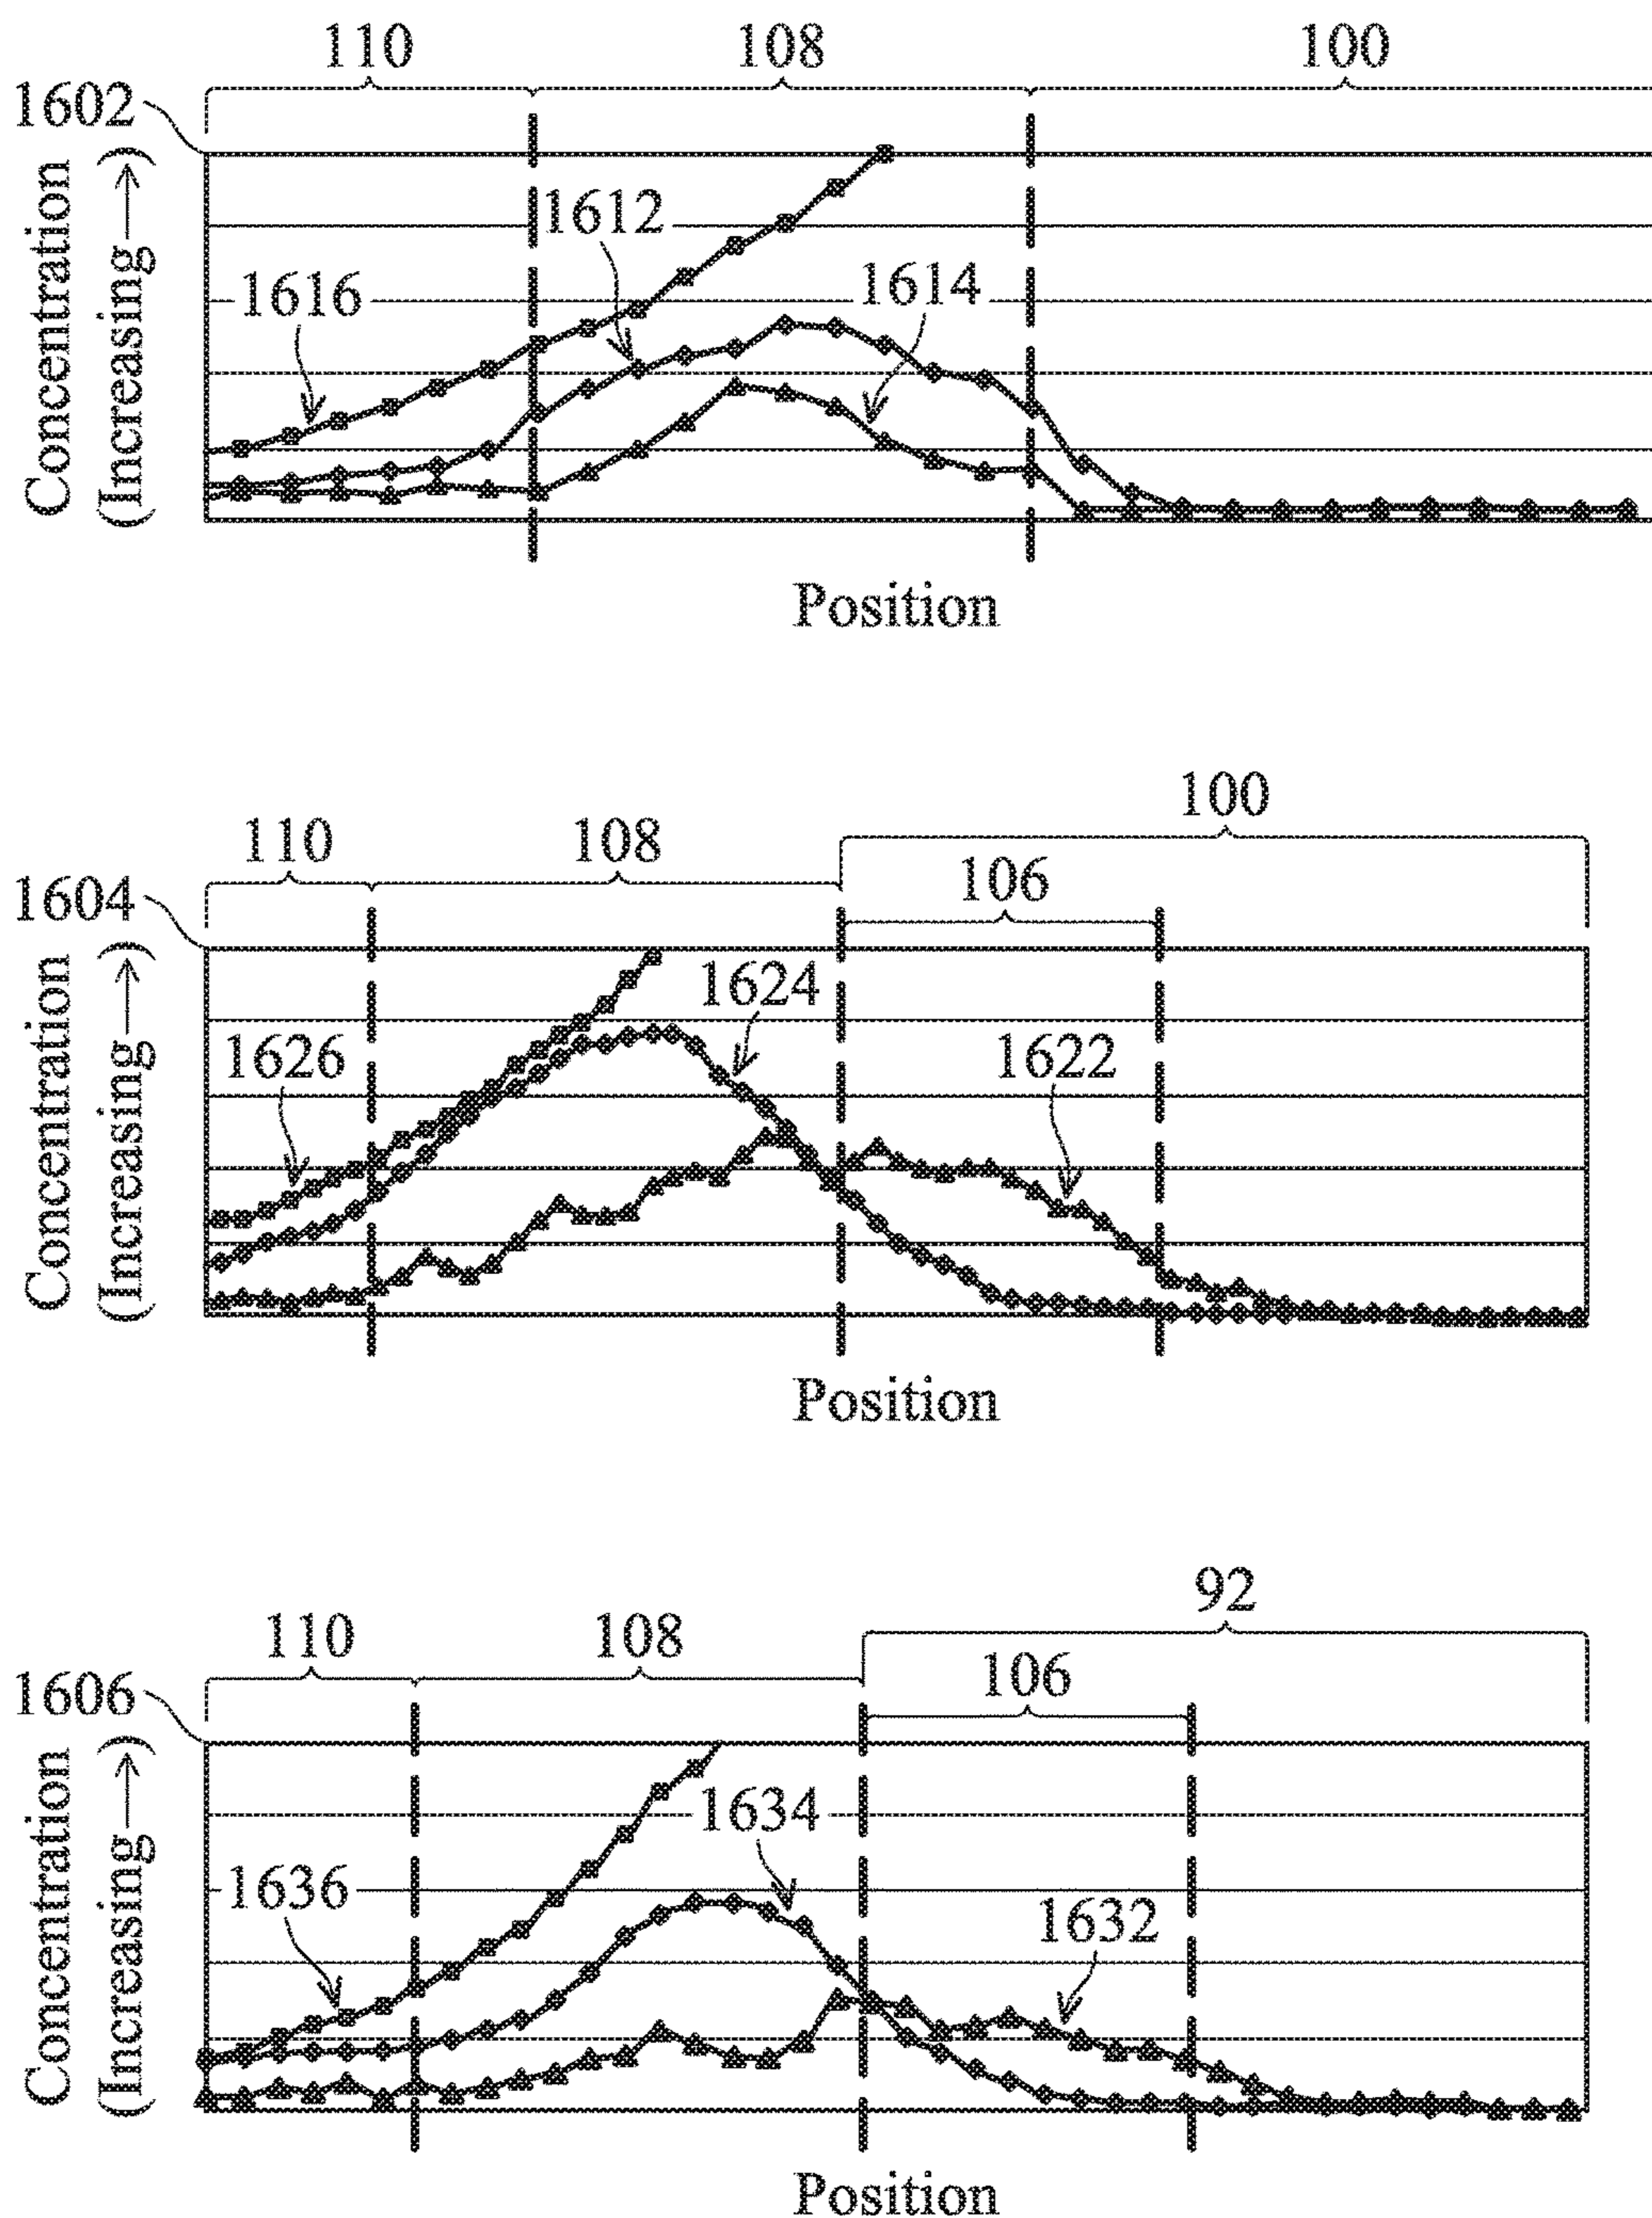 110 108 100
1602
Concentration
(Increasing→)
1612
1616
1614
Position
100
110 108
106
1604
Concentration
(Increasing→)
1624
1626
1622
Position
92
110 108
106
1606
Concentration
(Increasing→)
1634
1636
1632
Position